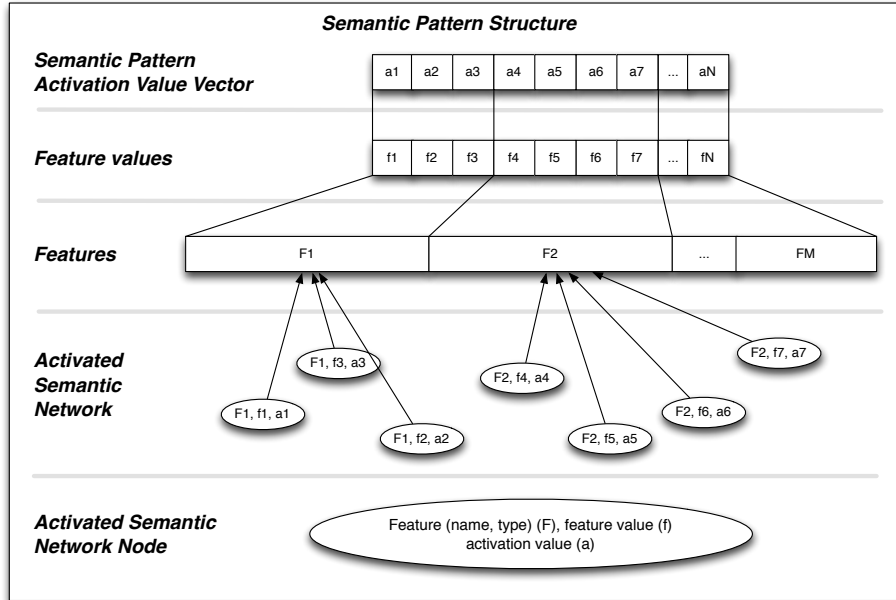 Semantic Pattern Structure
Semantic Pattern
Activation Value Vector
a1 a2 a3 a4 a5 a6 a7 ... aN
Feature values
f1 f2 f3 f4 f5 f6 f7 ... fN
Features
F1 F2 ... FM
Activated
Semantic
Network
F1, f3, a3
F2, f7, a7
F2, f4, a4
F1, f1, a1
F2, f6, a6
F1, f2, a2
F2, f5, a5
Activated Semantic
Network Node
Feature (name, type) (F), feature value (f)
activation value (a)